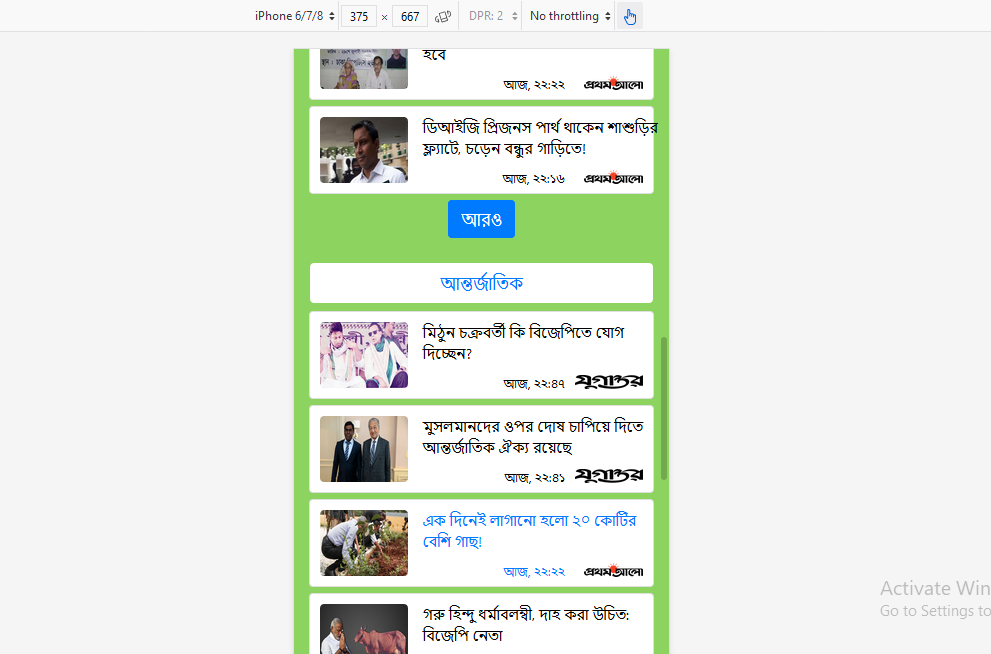 iPhone 6/7/8 375 × 667 DPR: 2 No throttling
হবে
আজ, ২২:২২ প্রথম আলো
ডিআইজি প্রিজনস পার্থ থাকেন শাশুড়ির
ফ্ল্যাটে, চড়েন বন্ধুর গাড়িতে!
আজ, ২২:১৬ প্রথম আলো
আরও
আন্তর্জাতিক
মিঠুন চক্রবর্তী কি বিজেপিতে যোগ
দিচ্ছেন?
আজ, ২২:৪৭ যুগান্তর
মুসলমানদের ওপর দোষ চাপিয়ে দিতে
আন্তর্জাতিক ঐক্য রয়েছে
আজ, ২২:৪১ যুগান্তর
এক দিনেই লাগানো হলো ২০ কোটির
বেশি গাছ!
আজ, ২২:২২ প্রথম আলো
গরু হিন্দু ধর্মাবলম্বী, দাহ করা উচিত:
বিজেপি নেতা
Activate Win
Go to Settings to